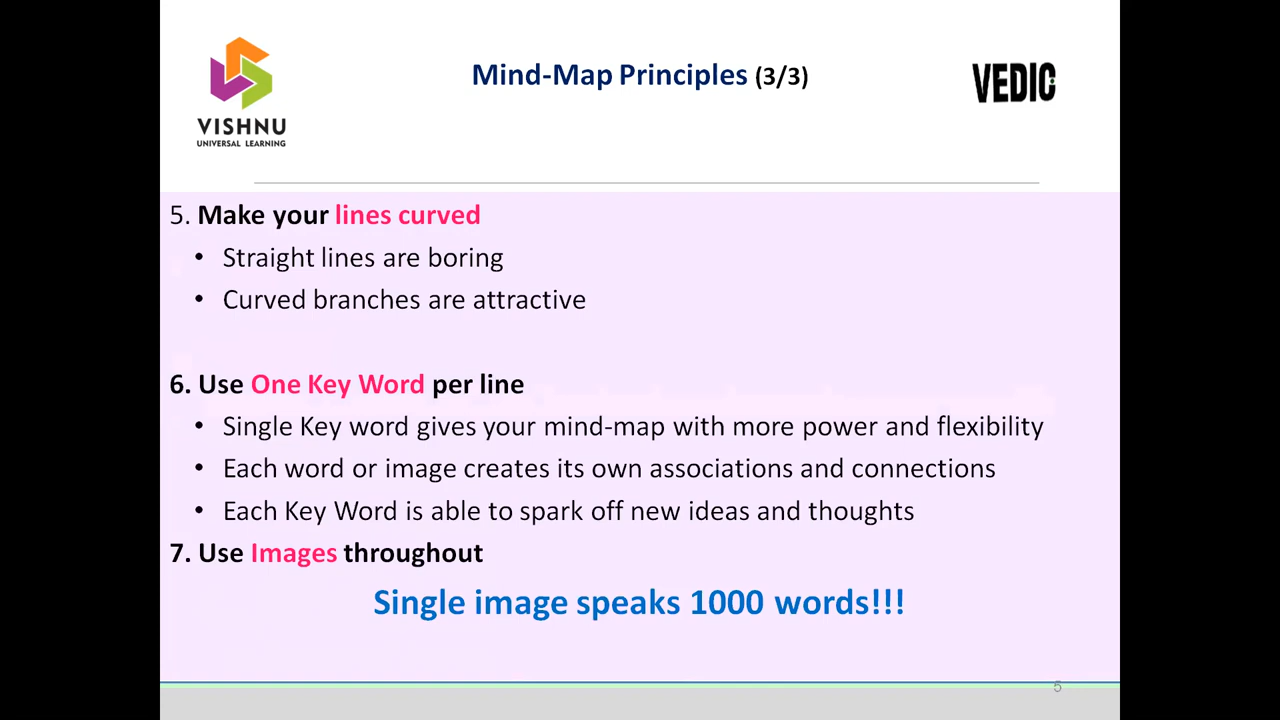 Mind-Map Principles (3/3)
VISHNU
UNIVERSAL LEARNING
VEDIC
5. Make your lines curved
• Straight lines are boring
• Curved branches are attractive
6. Use One Key Word per line
• Single Key word gives your mind-map with more power and flexibility
• Each word or image creates its own associations and connections
• Each Key Word is able to spark off new ideas and thoughts
7. Use Images throughout
Single image speaks 1000 words!!!
5